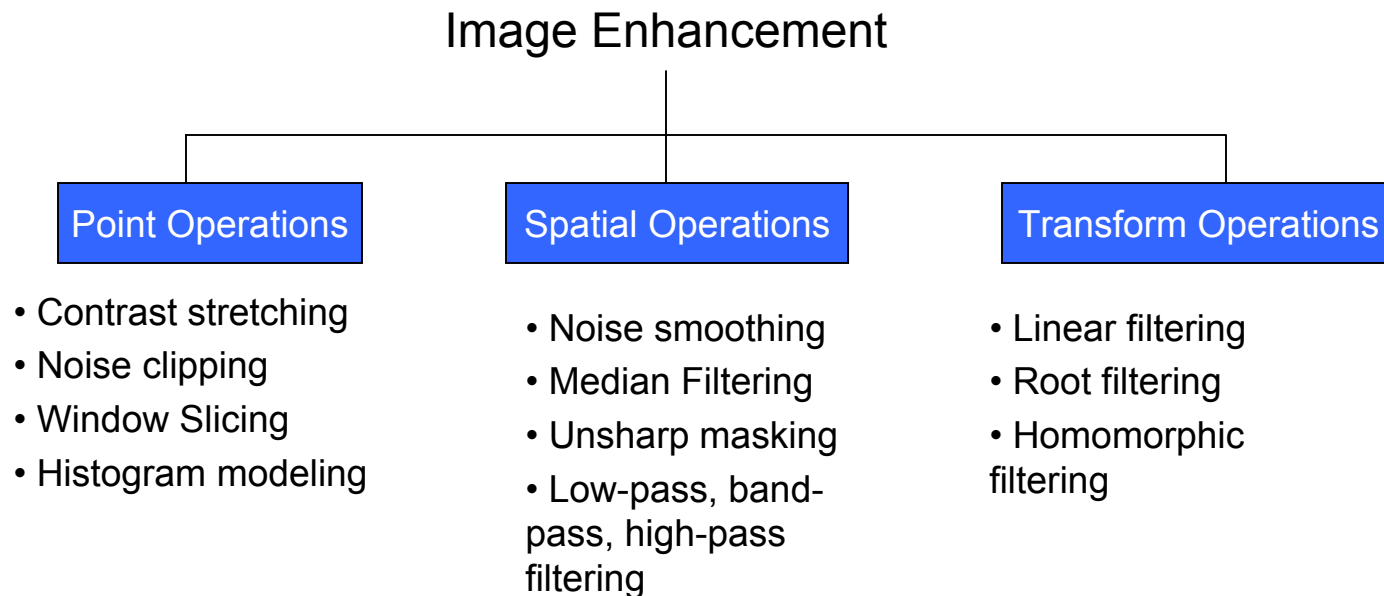 Image Enhancement
Point Operations
• Contrast stretching
• Noise clipping
• Window Slicing
• Histogram modeling
Spatial Operations
• Noise smoothing
• Median Filtering
• Unsharp masking
• Low-pass, band-
pass, high-pass
filtering
Transform Operations
• Linear filtering
• Root filtering
• Homomorphic
filtering